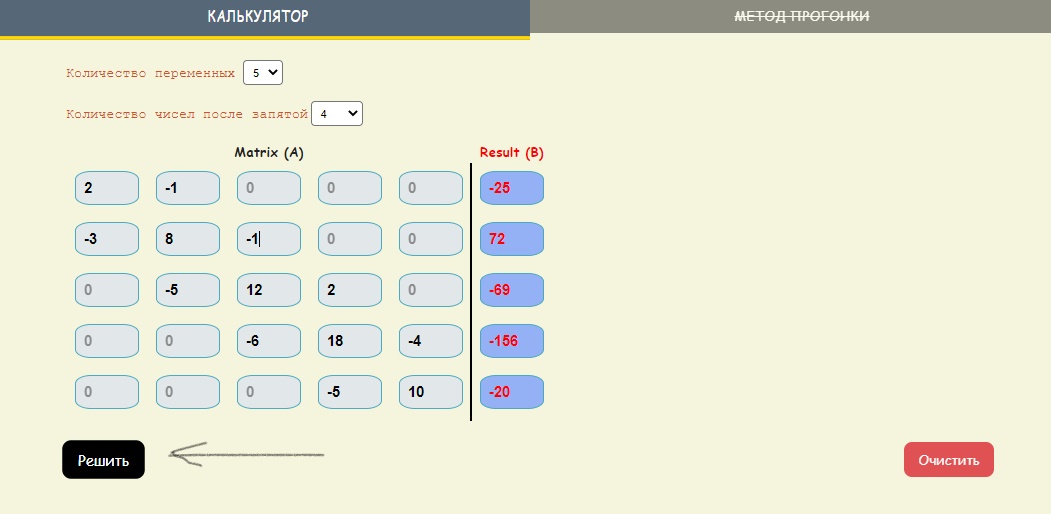 КАЛЬКУЛЯТОР МЕТОД ПРОГОНКИ
Количество переменных 5
Количество чисел после запятой 4
Matrix (A) Result (B)
2 -1 0 0 0 -25
-3 8 -1 0 0 72
0 -5 12 2 0 -69
0 0 -6 18 -4 -156
0 0 0 -5 10 -20
Решить Очистить